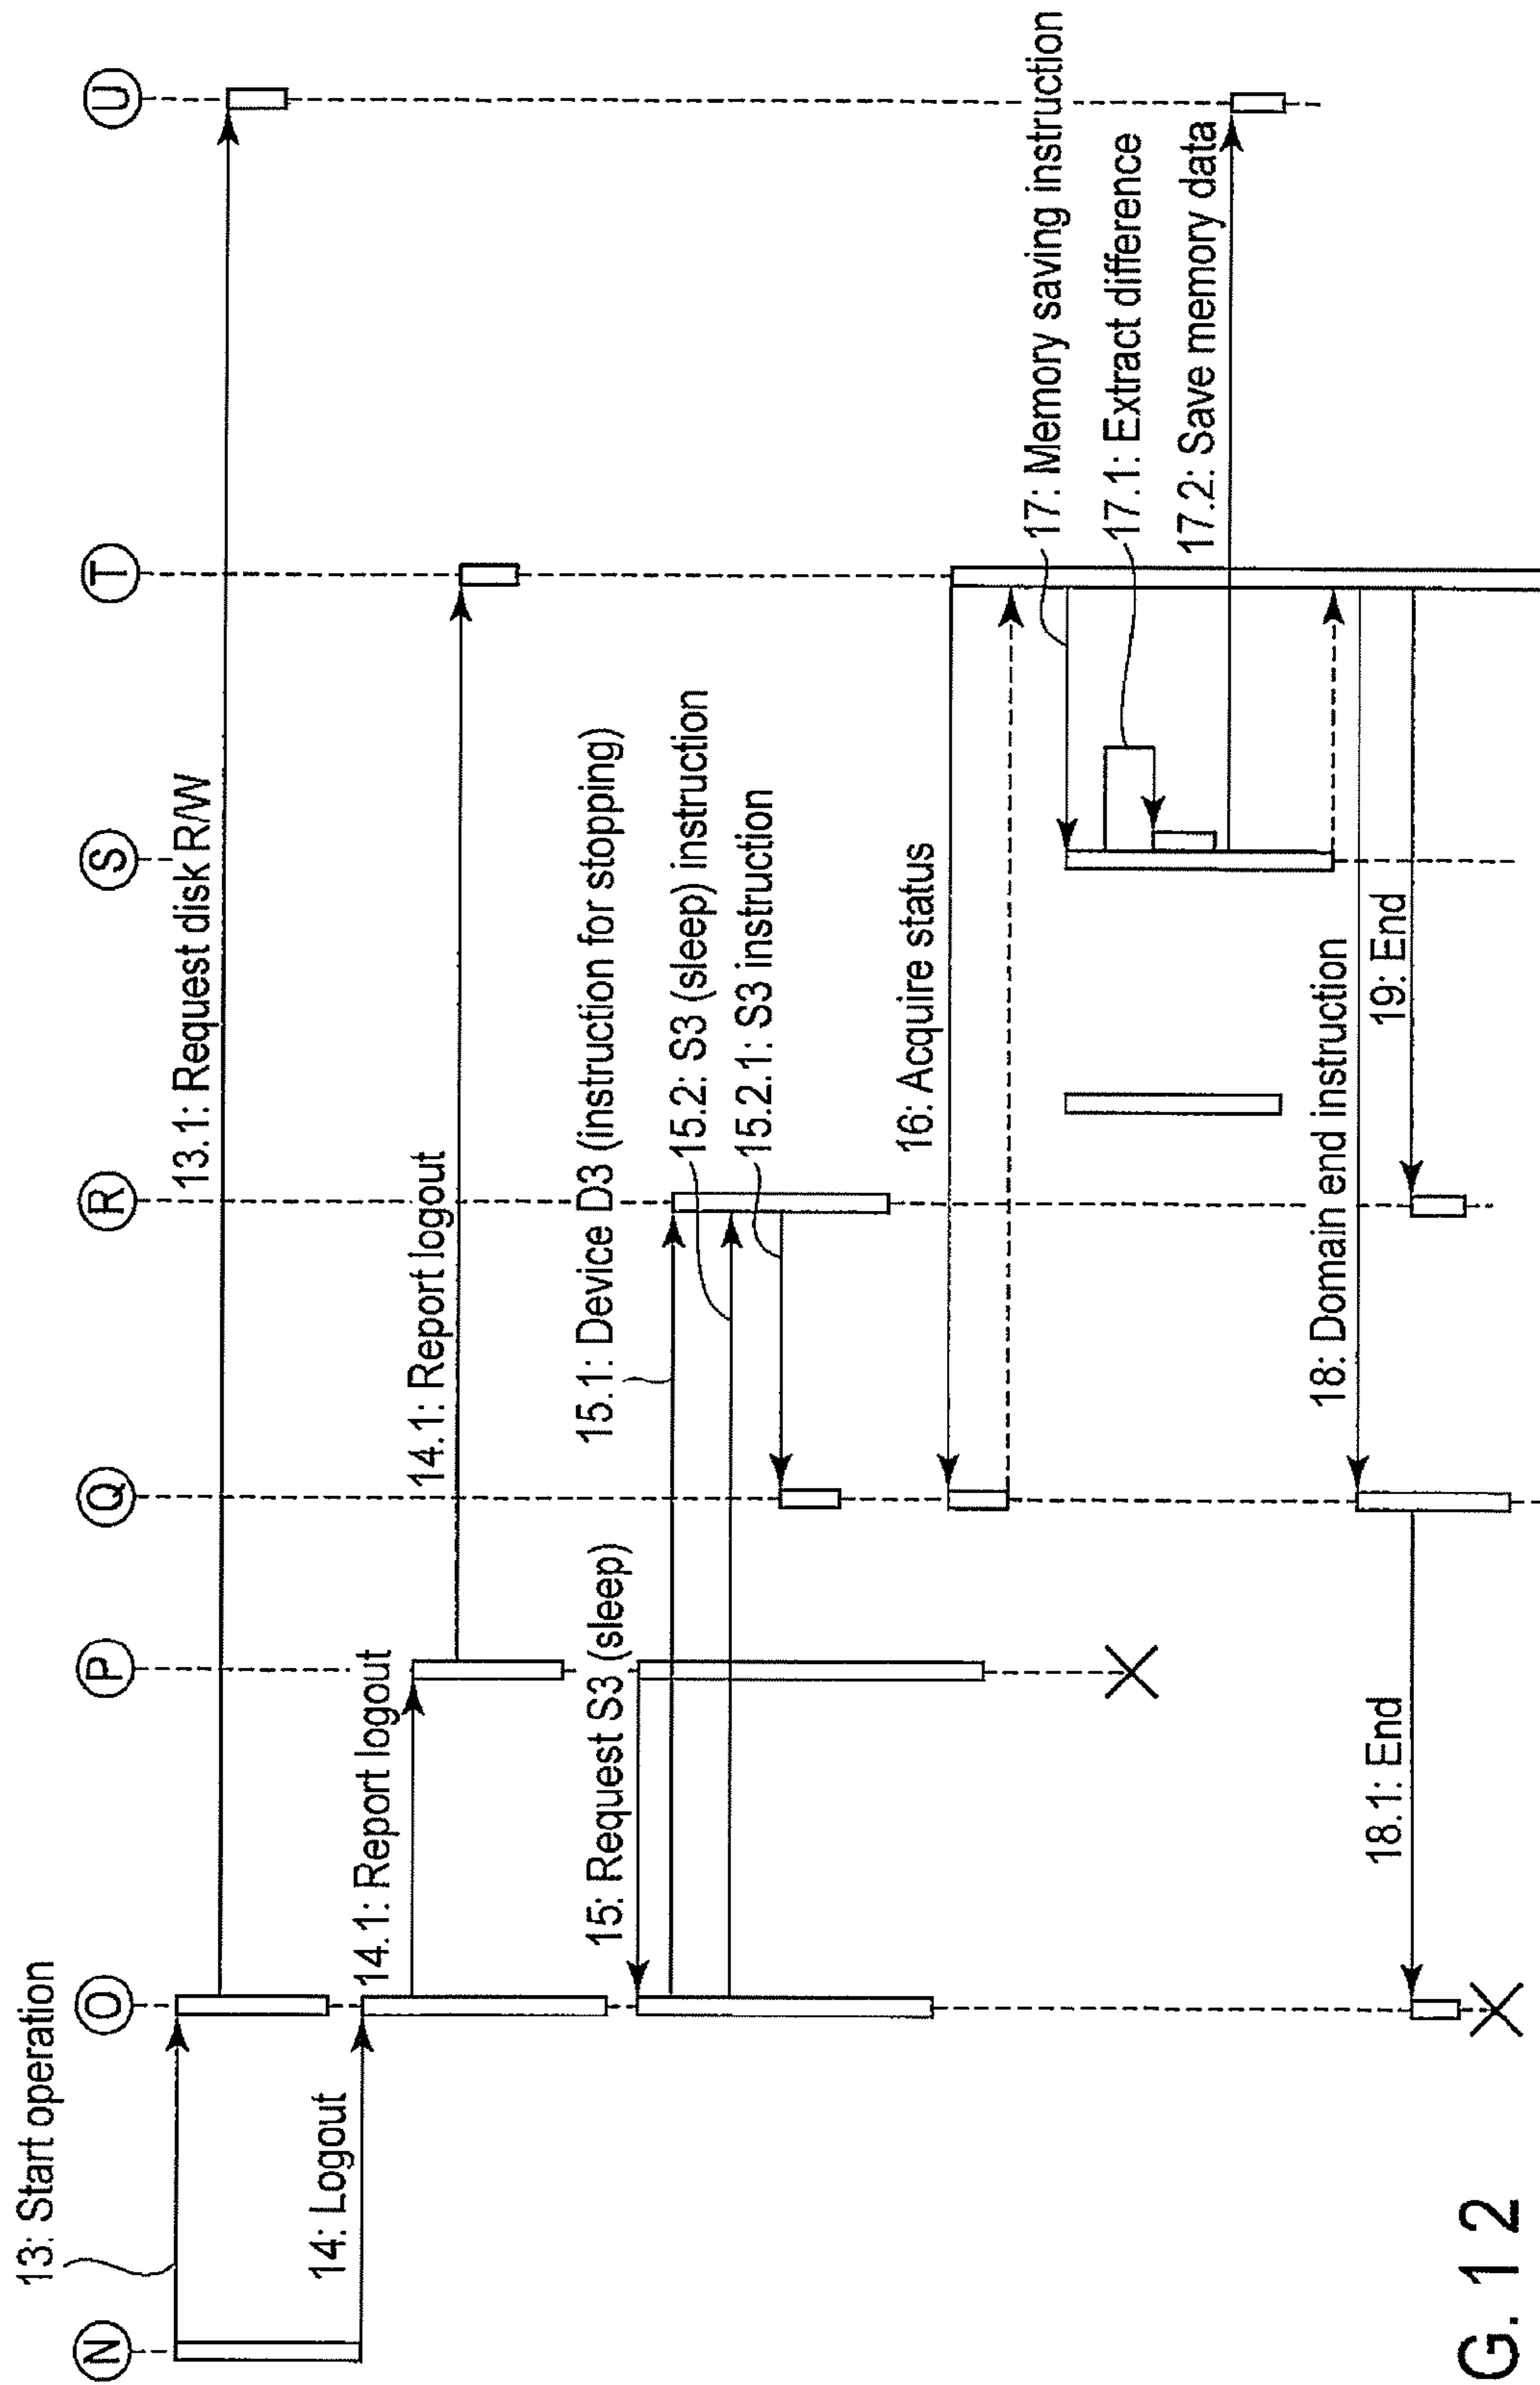 N
O
P
Q
R
S
T
U
13: Start operation
13.1: Request disk R/W
14: Logout
14.1: Report logout
14.1: Report logout
15: Request S3 (sleep)
15.1: Device D3 (instruction for stopping)
15.2: S3 (sleep) instruction
15.2.1: S3 instruction
16: Acquire status
17: Memory saving instruction
17.1: Extract difference
17.2: Save memory data
18: Domain end instruction
18.1: End
19: End
G. 1 2